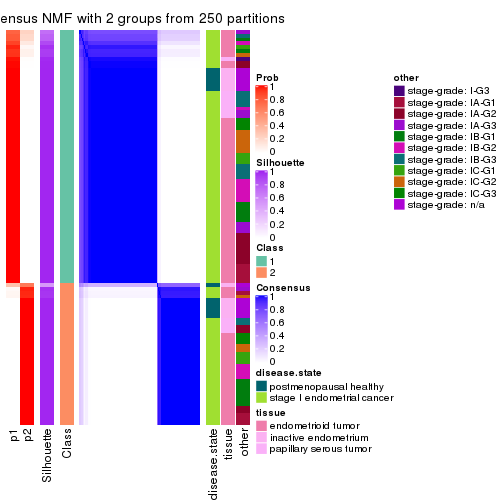 ensus NMF with 2 groups from 250 partitions
Prob
1
0.8
0.6
0.4
0.2
0
Silhouette
1
0.8
0.6
0.4
0.2
0
Class
1
2
Consensus
1
0.8
0.6
0.4
0.2
0
disease.state
postmenopausal healthy
stage I endometrial cancer
tissue
endometrioid tumor
inactive endometrium
papillary serous tumor
other
stage-grade: I-G3
stage-grade: IA-G1
stage-grade: IA-G2
stage-grade: IA-G3
stage-grade: IB-G1
stage-grade: IB-G2
stage-grade: IB-G3
stage-grade: IC-G1
stage-grade: IC-G2
stage-grade: IC-G3
stage-grade: n/a
p1
p2
Silhouette
Class
disease.state
tissue
other